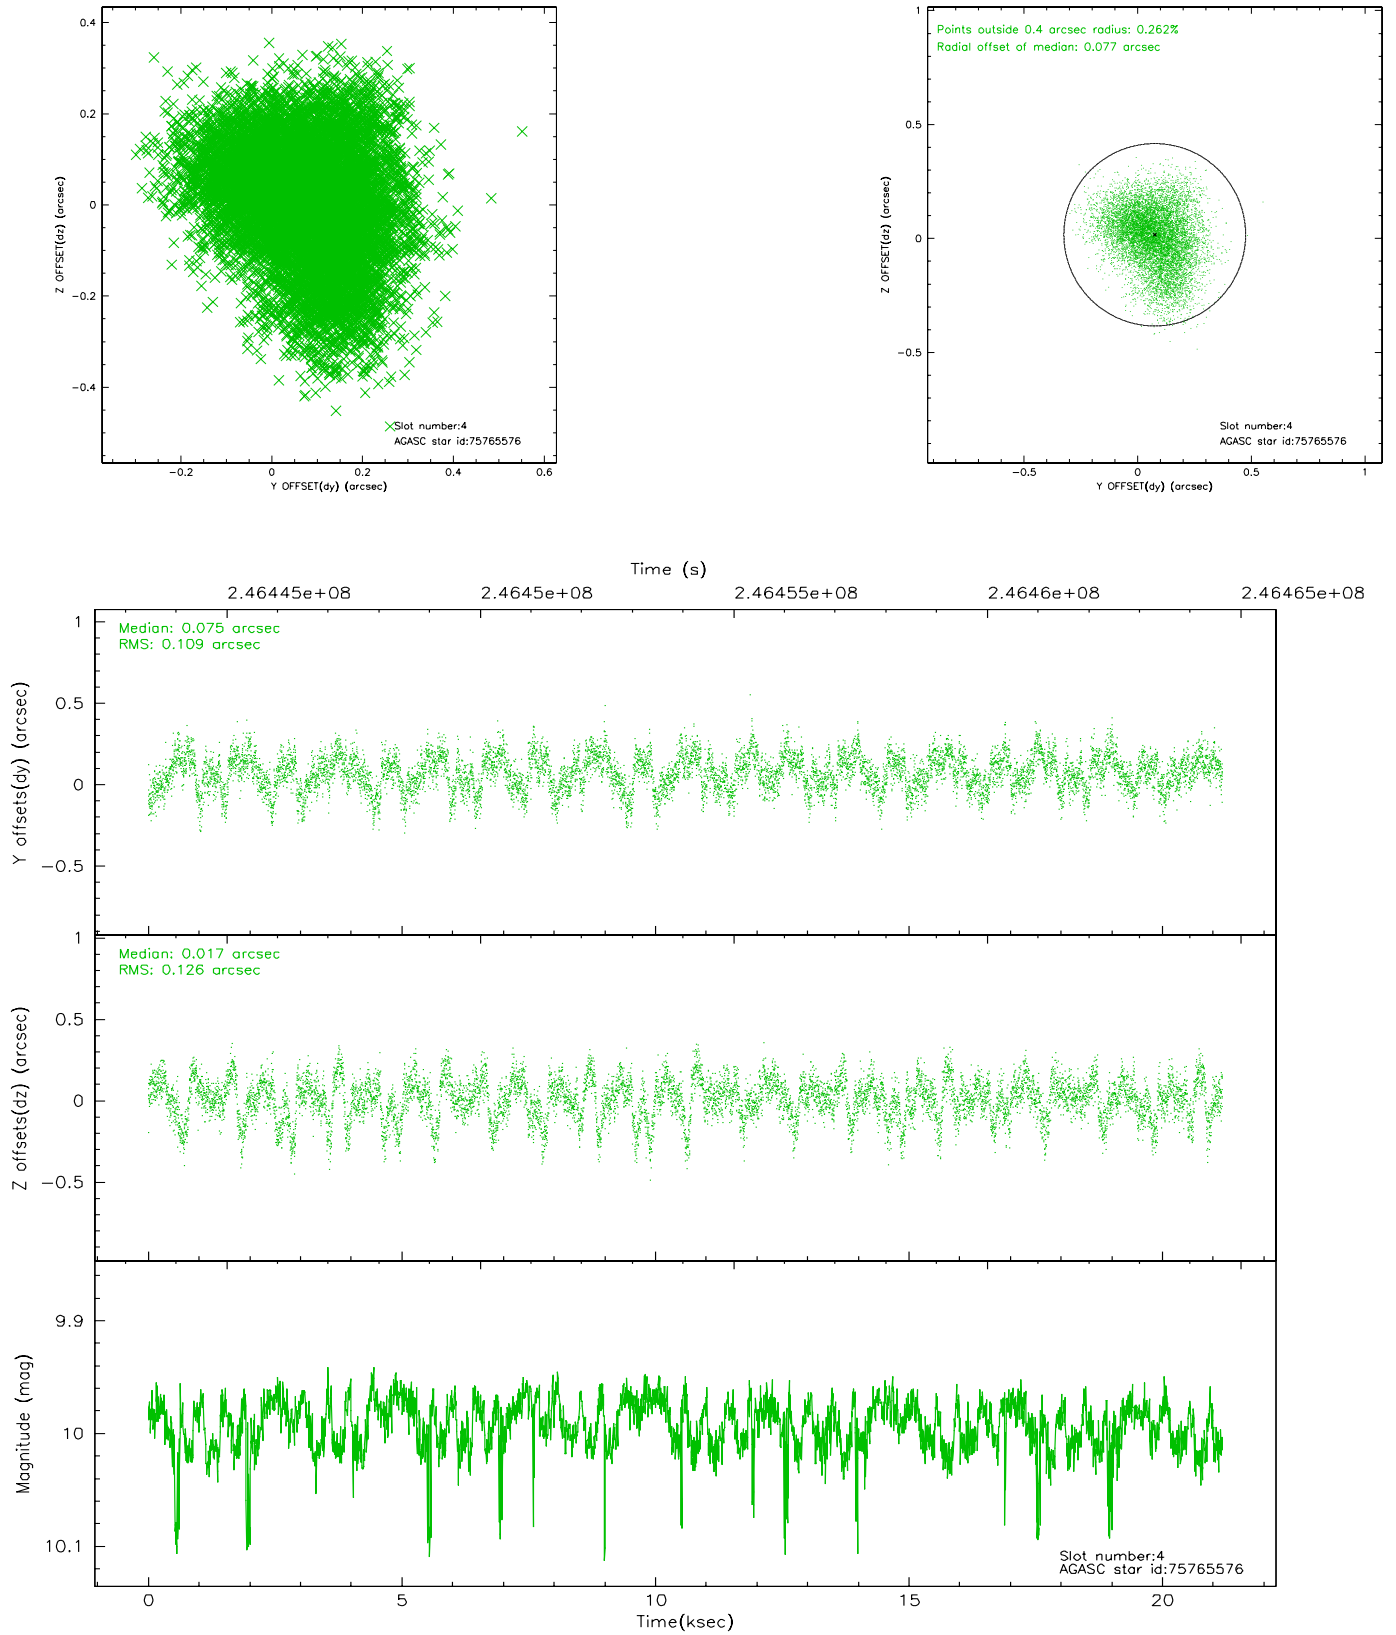 0.4
0.2
0
−0.2
−0.4
Z OFFSET(dz) (arcsec)
Slot number:4
AGASC star id:75765576
−0.2
0
0.2
0.4
0.6
Y OFFSET(dy) (arcsec)
1
0.5
0
−0.5
Z OFFSET(dz) (arcsec)
Points outside 0.4 arcsec radius: 0.262%
Radial offset of median: 0.077 arcsec
Slot number:4
AGASC star id:75765576
−0.5
0
0.5
1
Y OFFSET(dy) (arcsec)
Time (s)
2.46445e+08
2.4645e+08
2.46455e+08
2.4646e+08
2.46465e+08
Median: 0.075 arcsec
RMS: 0.109 arcsec
1
0.5
0
−0.5
Y offsets(dy) (arcsec)
Median: 0.017 arcsec
RMS: 0.126 arcsec
1
0.5
0
−0.5
Z offsets(dz) (arcsec)
9.9
10
10.1
Magnitude (mag)
Slot number:4
AGASC star id:75765576
0
5
10
15
20
Time(ksec)